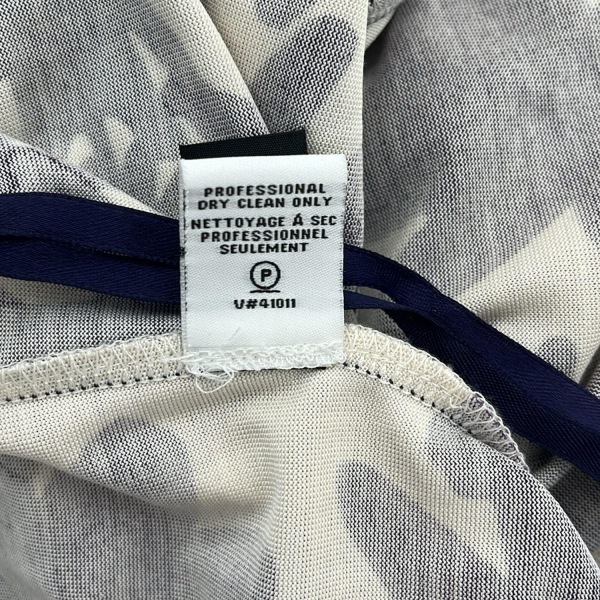 PROFESSIONAL
DRY CLEAN ONLY
NETTOYAGE À SEC
PROFESSIONNEL
SEULEMENT
P
V#41011